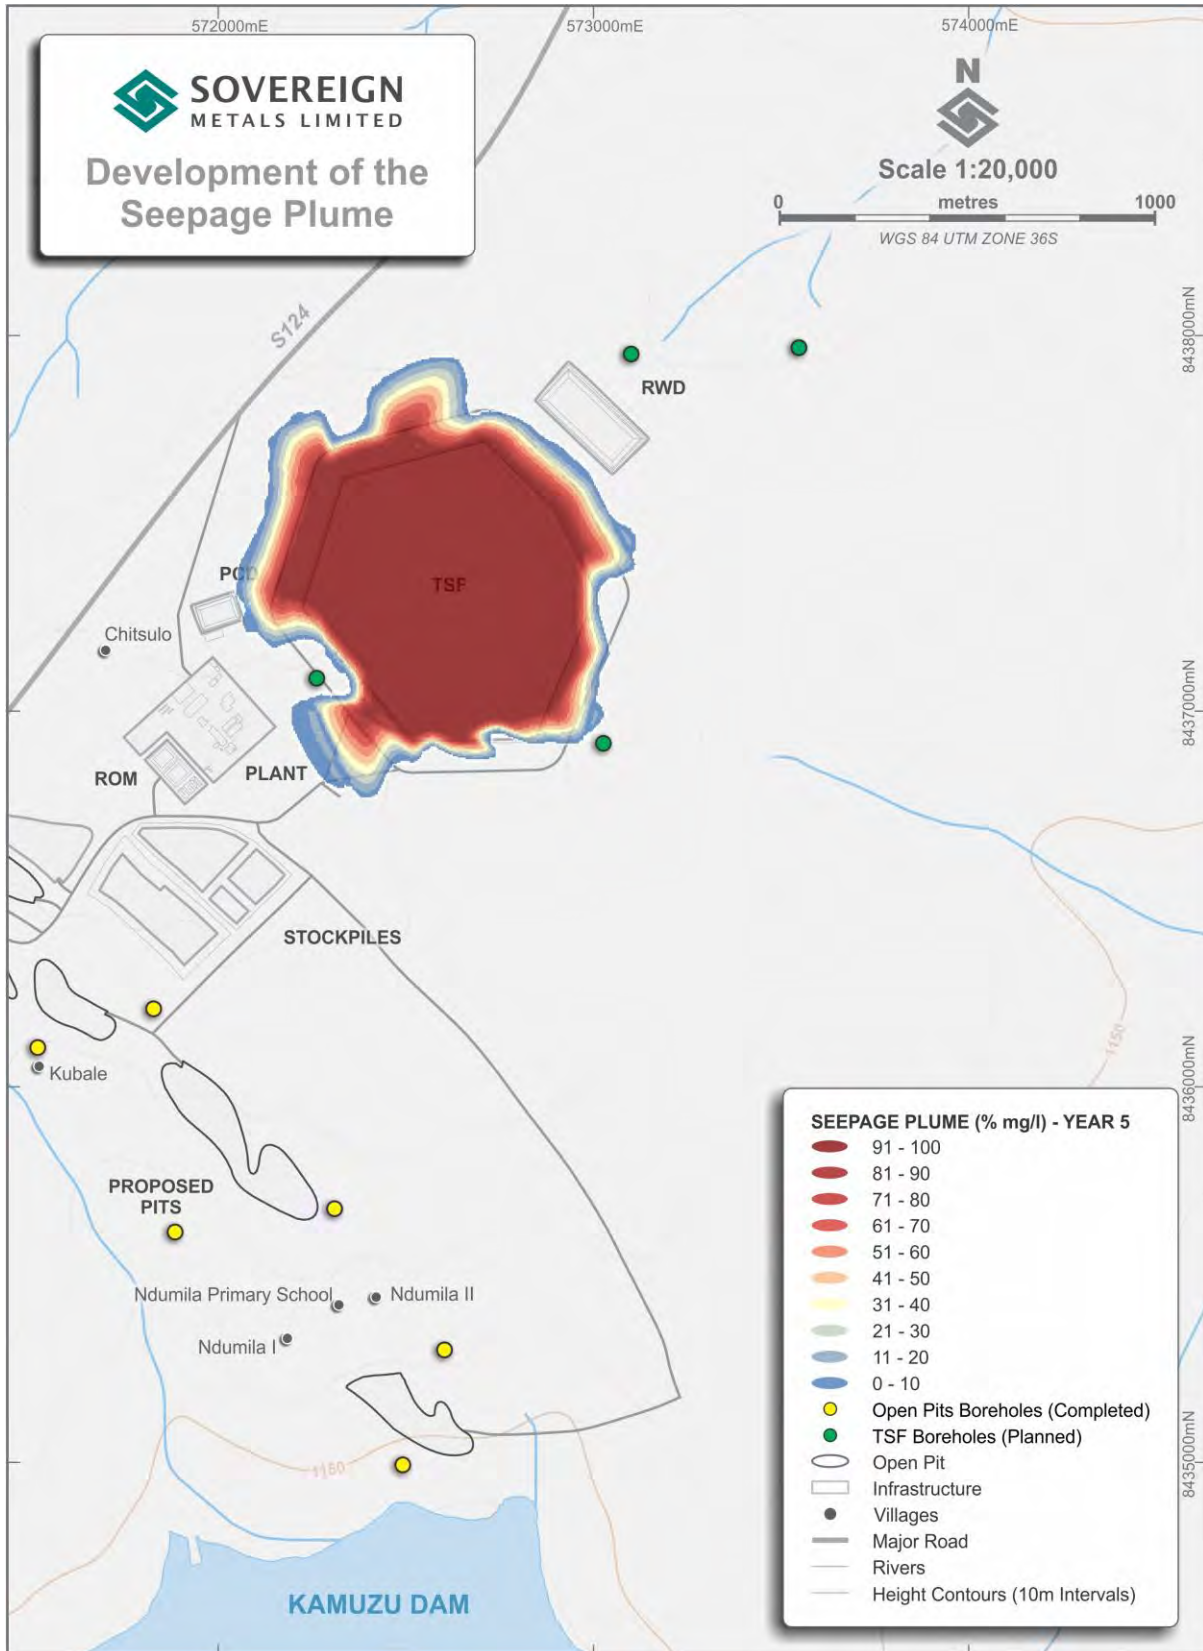 572000mE
573000mE
574000mE
SOVEREIGN
METALS LIMITED
Development of the
Seepage Plume
N
Scale 1:20,000
0 metres 1000
WGS 84 UTM ZONE 36S
S124
8438000mN
RWD
PCD
TSF
Chitsulo
8437000mN
ROM
PLANT
STOCKPILES
Kubale
1150
8436000mN
PROPOSED
PITS
Ndumila Primary School
Ndumila II
Ndumila I
1150
8435000mN
KAMUZU DAM
SEEPAGE PLUME (% mg/l) - YEAR 5
91 - 100
81 - 90
71 - 80
61 - 70
51 - 60
41 - 50
31 - 40
21 - 30
11 - 20
0 - 10
Open Pits Boreholes (Completed)
TSF Boreholes (Planned)
Open Pit
Infrastructure
Villages
Major Road
Rivers
Height Contours (10m Intervals)